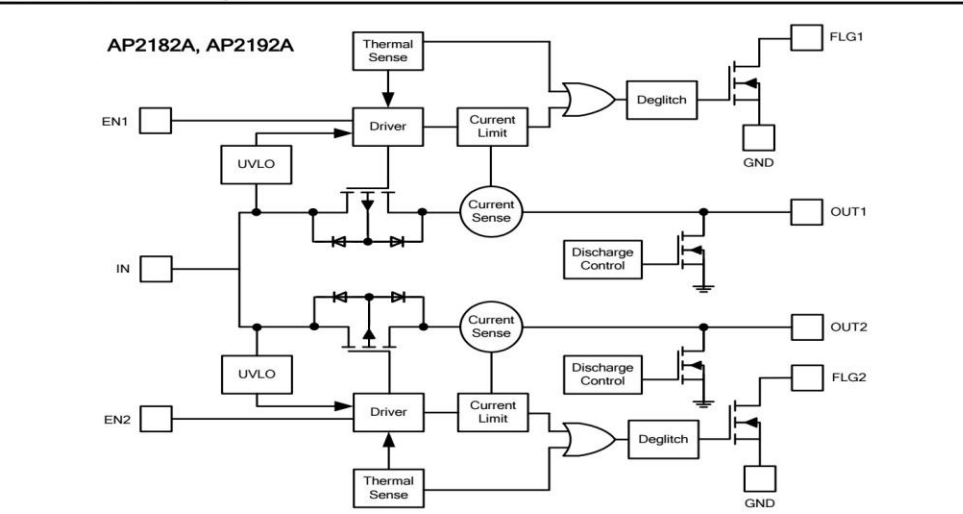 AP2182A, AP2192A
Thermal
Sense
FLG1
EN1
Driver
Current
Limit
Deglitch
GND
UVLO
Current
Sense
OUT1
Discharge
Control
IN
Current
Sense
OUT2
Discharge
Control
UVLO
FLG2
EN2
Driver
Current
Limit
Deglitch
Thermal
Sense
GND